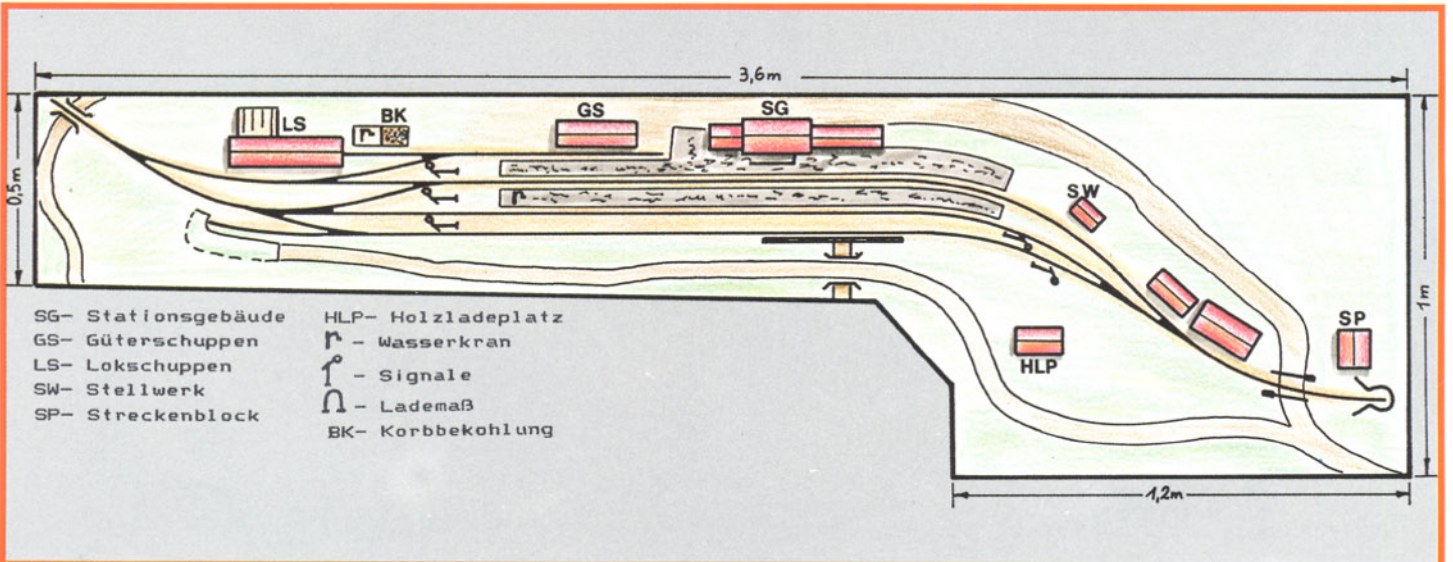 3,6m
0,5m
LS
BK
GS
SG
SW
SP
HLP
1m
1,2m
SG– Stationsgebäude
GS– Güterschuppen
LS– Lokschuppen
SW– Stellwerk
SP– Streckenblock
HLP– Holzladeplatz
– Wasserkran
– Signale
– Lademaß
BK– Korbbekohlung